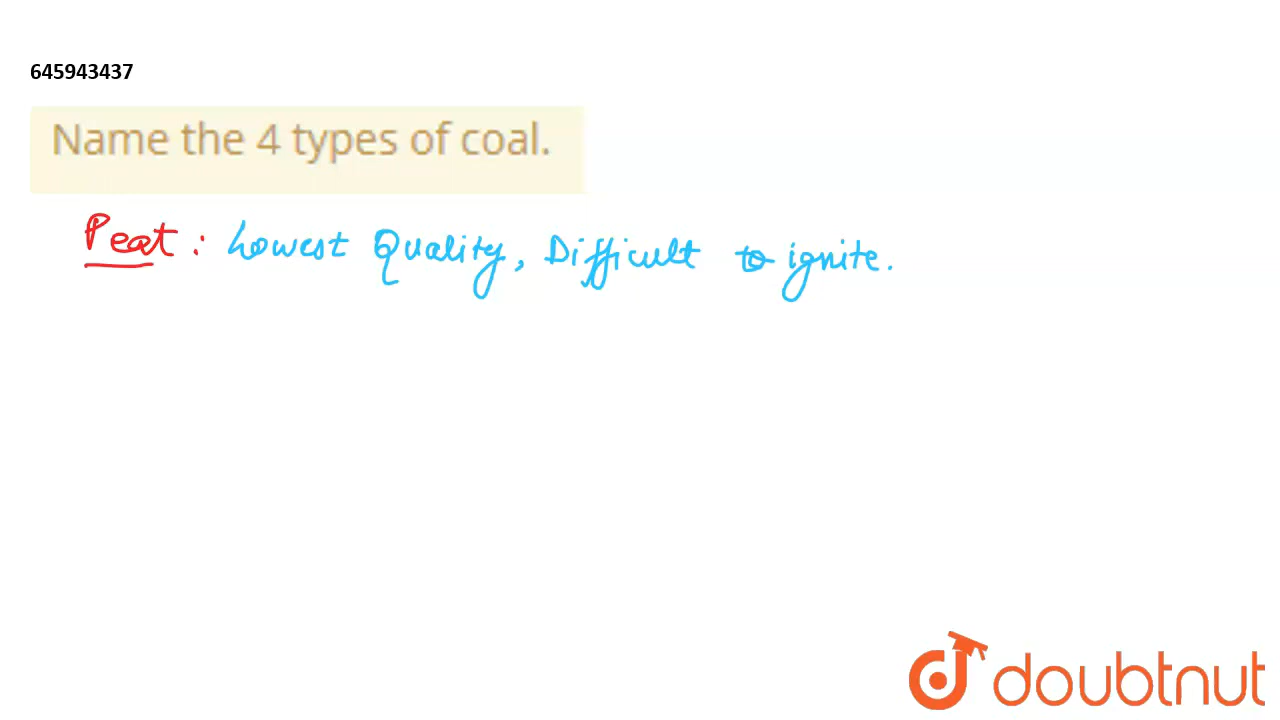 645943437
Name the 4 types of coal.
Peat : Lowest Quality, Difficult to ignite.
doubtnut